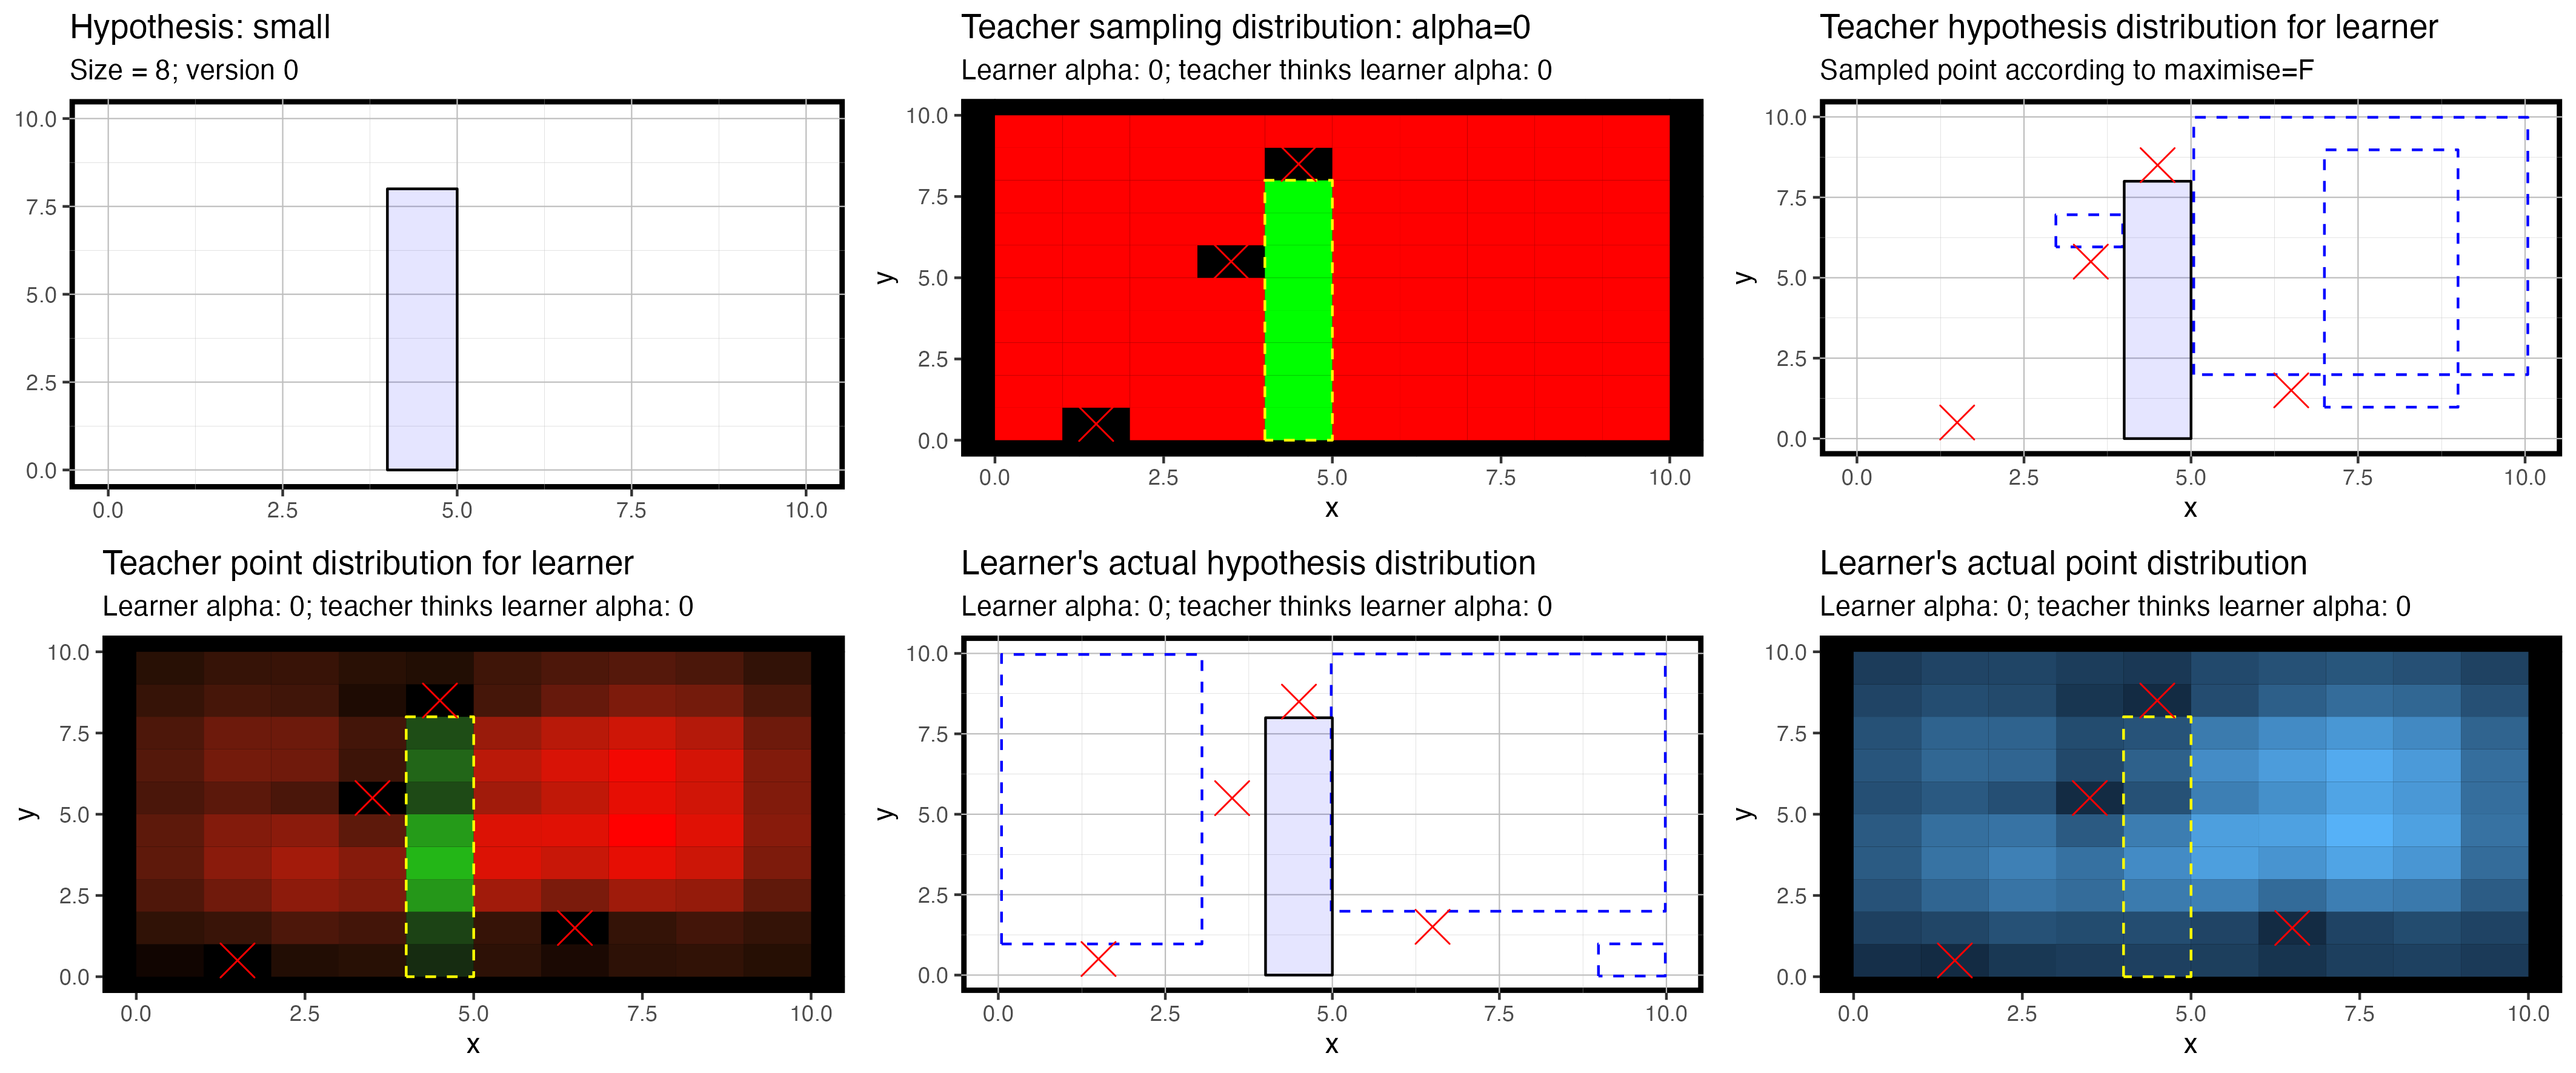 Hypothesis: small
Size = 8; version 0
10.0
7.5
5.0
2.5
0.0
0.0 2.5 5.0 7.5 10.0
Teacher sampling distribution: alpha=0
Learner alpha: 0; teacher thinks learner alpha: 0
10.0
7.5
5.0
2.5
0.0
y
0.0 2.5 5.0 7.5 10.0
x
Teacher hypothesis distribution for learner
Sampled point according to maximise=F
10.0
7.5
5.0
2.5
0.0
y
0.0 2.5 5.0 7.5 10.0
x
Teacher point distribution for learner
Learner alpha: 0; teacher thinks learner alpha: 0
10.0
7.5
5.0
2.5
0.0
y
0.0 2.5 5.0 7.5 10.0
x
Learner's actual hypothesis distribution
Learner alpha: 0; teacher thinks learner alpha: 0
10.0
7.5
5.0
2.5
0.0
y
0.0 2.5 5.0 7.5 10.0
x
Learner's actual point distribution
Learner alpha: 0; teacher thinks learner alpha: 0
10.0
7.5
5.0
2.5
0.0
y
0.0 2.5 5.0 7.5 10.0
x